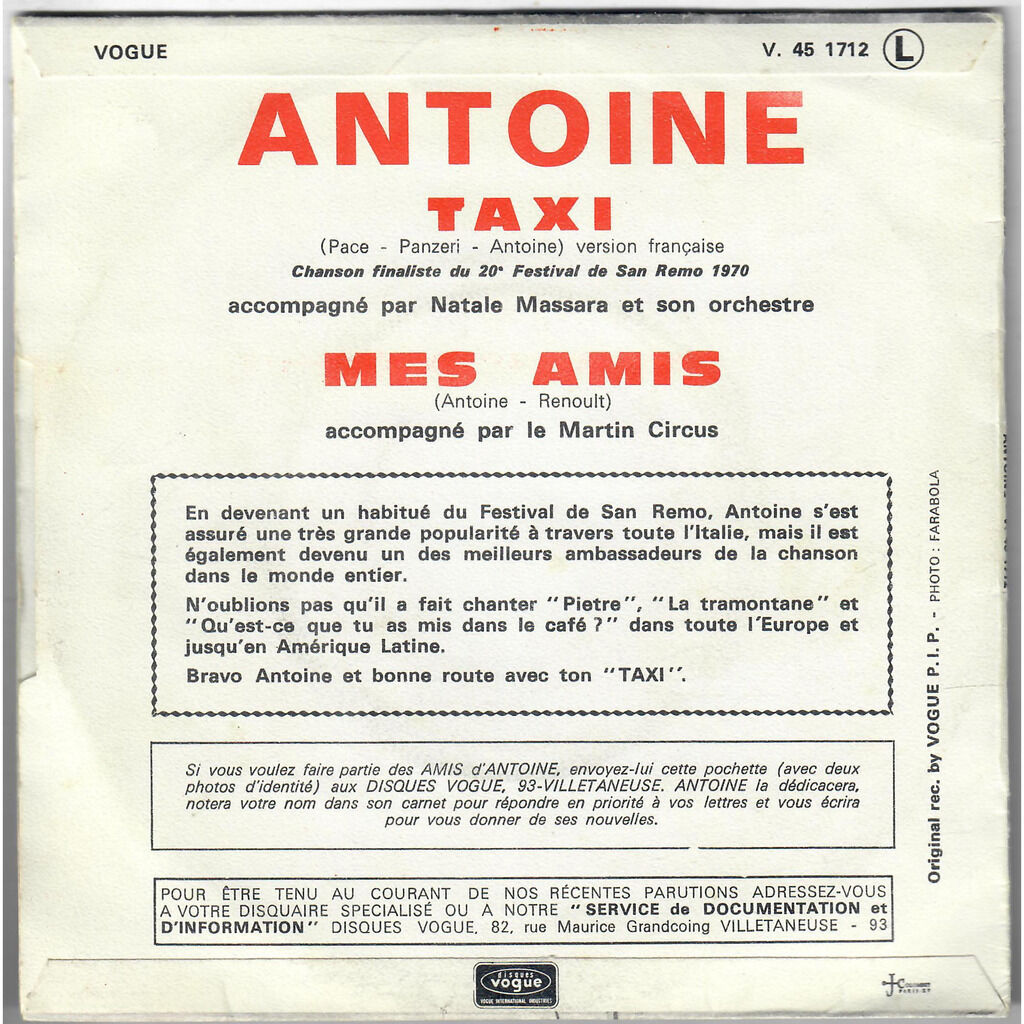 VOGUE
V. 45 1712 L
ANTOINE
TAXI
(Pace - Panzeri - Antoine) version française
Chanson finaliste du 20e Festival de San Remo 1970
accompagné par Natale Massara et son orchestre
MES AMIS
(Antoine - Renoult)
accompagné par le Martin Circus
En devenant un habitué du Festival de San Remo, Antoine s'est
assuré une très grande popularité à travers toute l'Italie, mais il est
également devenu un des meilleurs ambassadeurs de la chanson
dans le monde entier.
N'oublions pas qu'il a fait chanter "Pietre", "La tramontane" et
"Qu'est-ce que tu as mis dans le café ?" dans toute l'Europe et
jusqu'en Amérique Latine.
Bravo Antoine et bonne route avec ton "TAXI".
Si vous voulez faire partie des AMIS d'ANTOINE, envoyez-lui cette pochette (avec deux
photos d'identité) aux DISQUES VOGUE, 93-VILLETANEUSE. ANTOINE la dédicacera,
notera votre nom dans son carnet pour répondre en priorité à vos lettres et vous écrira
pour vous donner de ses nouvelles.
POUR ÊTRE TENU AU COURANT DE NOS RÉCENTES PARUTIONS ADRESSEZ-VOUS
A VOTRE DISQUAIRE SPECIALISÉ OU A NOTRE "SERVICE de DOCUMENTATION et
D'INFORMATION" DISQUES VOGUE, 82, rue Maurice Grandcoing VILLETANEUSE - 93
Original rec. by VOGUE P.I.P. - PHOTO : FARABOLA
disques
vogue
VOGUE INTERNATIONAL INDUSTRIES